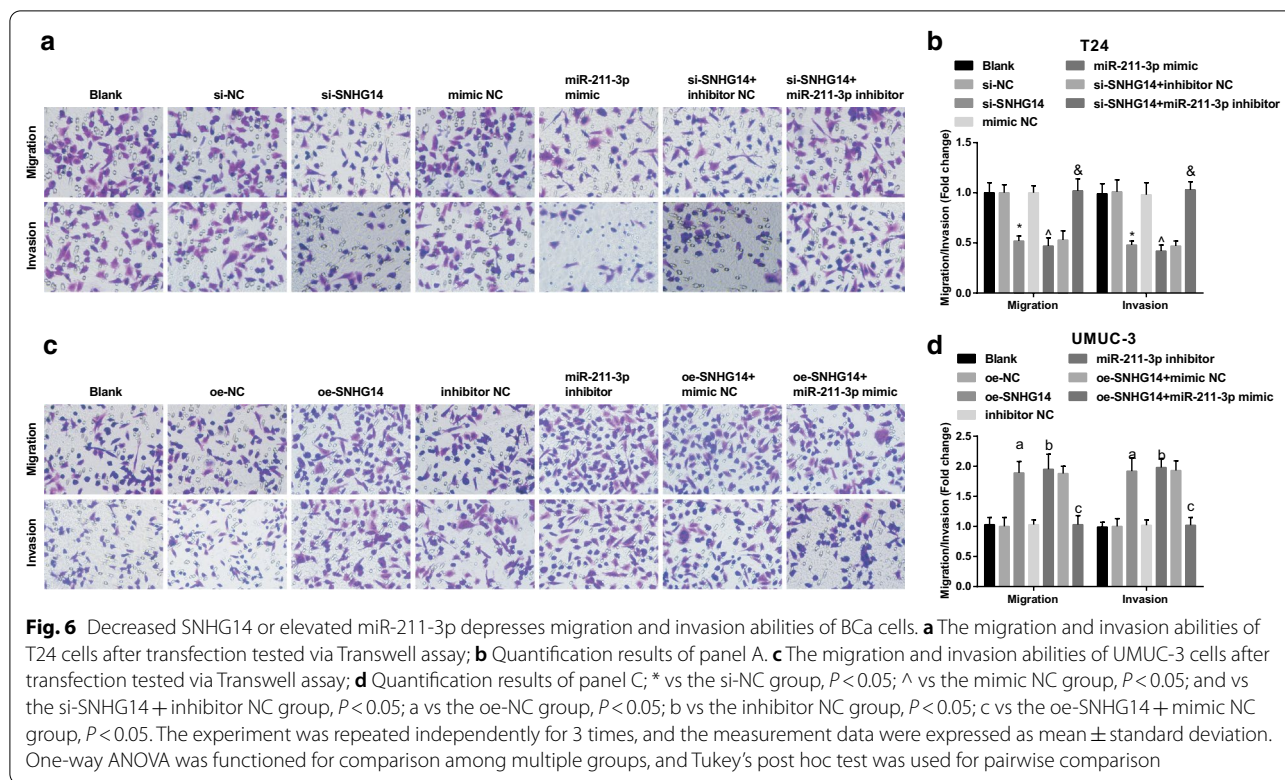 a
Blank
si-NC
si-SNHG14
mimic NC
miR-211-3p
mimic
si-SNHG14+
inhibitor NC
si-SNHG14+
miR-211-3p inhibitor
Migration
Invasion
b
T24
Blank
si-NC
si-SNHG14
mimic NC
miR-211-3p mimic
si-SNHG14+inhibitor NC
si-SNHG14+miR-211-3p inhibitor
Migration/Invasion (Fold change)
1.5
1.0
0.5
0.0
*
^
&
*
^
&
Migration
Invasion
c
Blank
oe-NC
oe-SNHG14
inhibitor NC
miR-211-3p
inhibitor
oe-SNHG14+
mimic NC
oe-SNHG14+
miR-211-3p mimic
Migration
Invasion
d
UMUC-3
Blank
oe-NC
oe-SNHG14
inhibitor NC
miR-211-3p inhibitor
oe-SNHG14+mimic NC
oe-SNHG14+miR-211-3p mimic
Migration/Invasion (Fold change)
2.5
2.0
1.5
1.0
0.5
0.0
a
b
c
a
b
c
Migration
Invasion
Fig. 6 Decreased SNHG14 or elevated miR-211-3p depresses migration and invasion abilities of BCa cells. a The migration and invasion abilities of
T24 cells after transfection tested via Transwell assay; b Quantification results of panel A. c The migration and invasion abilities of UMUC-3 cells after
transfection tested via Transwell assay; d Quantification results of panel C; * vs the si-NC group, P < 0.05; ^ vs the mimic NC group, P < 0.05; and vs
the si-SNHG14 + inhibitor NC group, P < 0.05; a vs the oe-NC group, P < 0.05; b vs the inhibitor NC group, P < 0.05; c vs the oe-SNHG14 + mimic NC
group, P < 0.05. The experiment was repeated independently for 3 times, and the measurement data were expressed as mean ± standard deviation.
One-way ANOVA was functioned for comparison among multiple groups, and Tukey's post hoc test was used for pairwise comparison